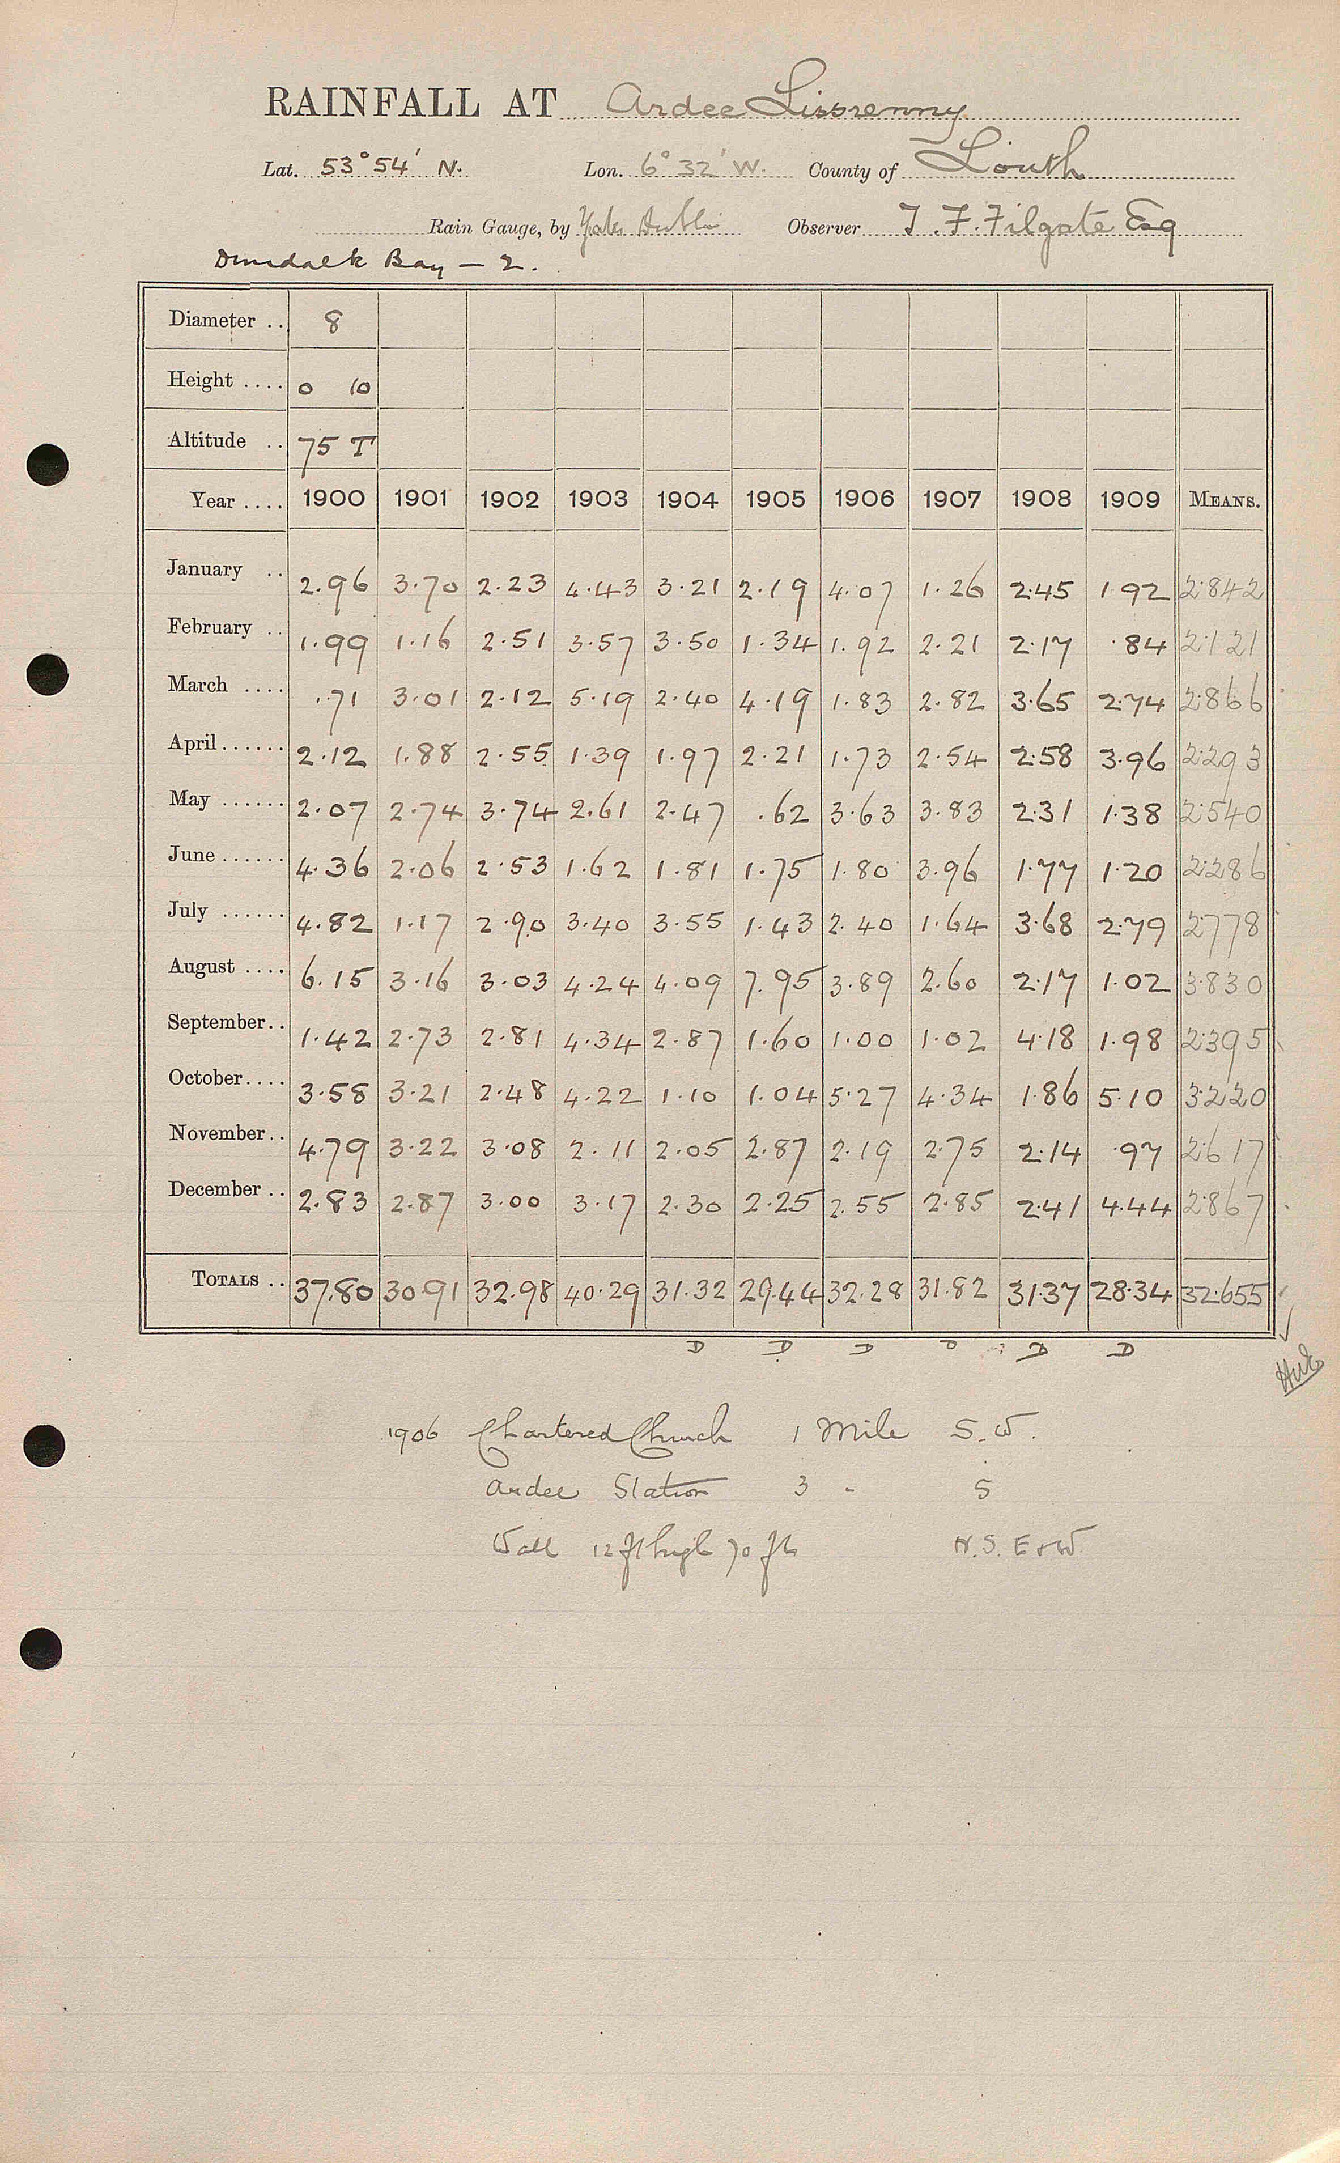 RAINFALL AT Ardee Lissrenny
Lat. 53° 54' N. Lon. 6° 32' W. County of Louth
Rain Gauge, by Yates Dublin Observer T. F. Filgate Esq
Dundalk Bay — 2.
Diameter .. 8
Height .... 0 10
Altitude .. 75 T
Year .... 1900 1901 1902 1903 1904 1905 1906 1907 1908 1909 MEANS.
January .. 2.96 3.70 2.23 4.43 3.21 2.19 4.07 1.26 2.45 1.92 2.842
February .. 1.99 1.16 2.51 3.57 3.50 1.34 1.92 2.21 2.17 .84 2.121
March .... .71 3.01 2.12 5.19 2.40 4.19 1.83 2.82 3.65 2.74 2.866
April ...... 2.12 1.88 2.55 1.39 1.97 2.21 1.73 2.54 2.58 3.96 2.293
May ...... 2.07 2.74 3.74 2.61 2.47 .62 3.63 3.83 2.31 1.38 2.540
June ...... 4.36 2.06 2.53 1.62 1.81 1.75 1.80 3.96 1.77 1.20 2.286
July ...... 4.82 1.17 2.90 3.40 3.55 1.43 2.40 1.64 3.68 2.79 2.778
August .... 6.15 3.16 3.03 4.24 4.09 7.95 3.89 2.60 2.17 1.02 3.830
September.. 1.42 2.73 2.81 4.34 2.87 1.60 1.00 1.02 4.18 1.98 2.395
October.... 3.58 3.21 2.48 4.22 1.10 1.04 5.27 4.34 1.86 5.10 3.220
November.. 4.79 3.22 3.08 2.11 2.05 2.87 2.19 2.75 2.14 .97 2.617
December .. 2.83 2.87 3.00 3.17 2.30 2.25 2.55 2.85 2.41 4.44 2.867
TOTALS .. 37.80 30.91 32.98 40.29 31.32 29.44 32.28 31.82 31.37 28.34 32.655
D D D D D D
1906 Chartered Church 1 Mile S.W.
Ardee Station 3 " S
Wall 12 ft high 70 ft N. S. E & W